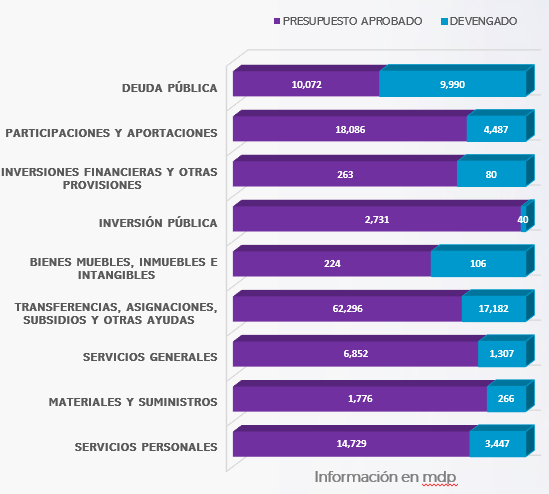 PRESUPUESTO APROBADO DEVENGADO
DEUDA PÚBLICA 10,072 9,990
PARTICIPACIONES Y APORTACIONES 18,086 4,487
INVERSIONES FINANCIERAS Y OTRAS
PROVISIONES 263 80
INVERSIÓN PÚBLICA 2,731 40
BIENES MUEBLES, INMUEBLES E
INTANGIBLES 224 106
TRANSFERENCIAS, ASIGNACIONES,
SUBSIDIOS Y OTRAS AYUDAS 62,296 17,182
SERVICIOS GENERALES 6,852 1,307
MATERIALES Y SUMINISTROS 1,776 266
SERVICIOS PERSONALES 14,729 3,447
Información en mdp